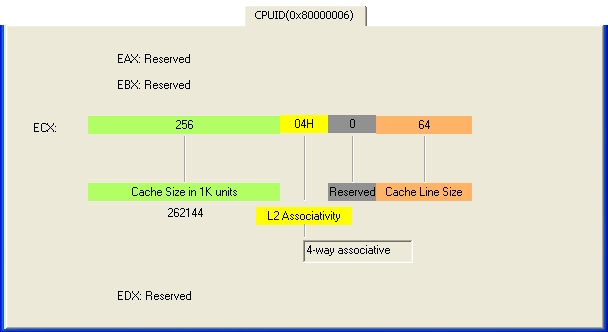 CPUID(0x80000006)
EAX: Reserved
EBX: Reserved
ECX: 256 04H 0 64
Cache Size in 1K units Reserved Cache Line Size
262144 L2 Associativity
4-way associative
EDX: Reserved